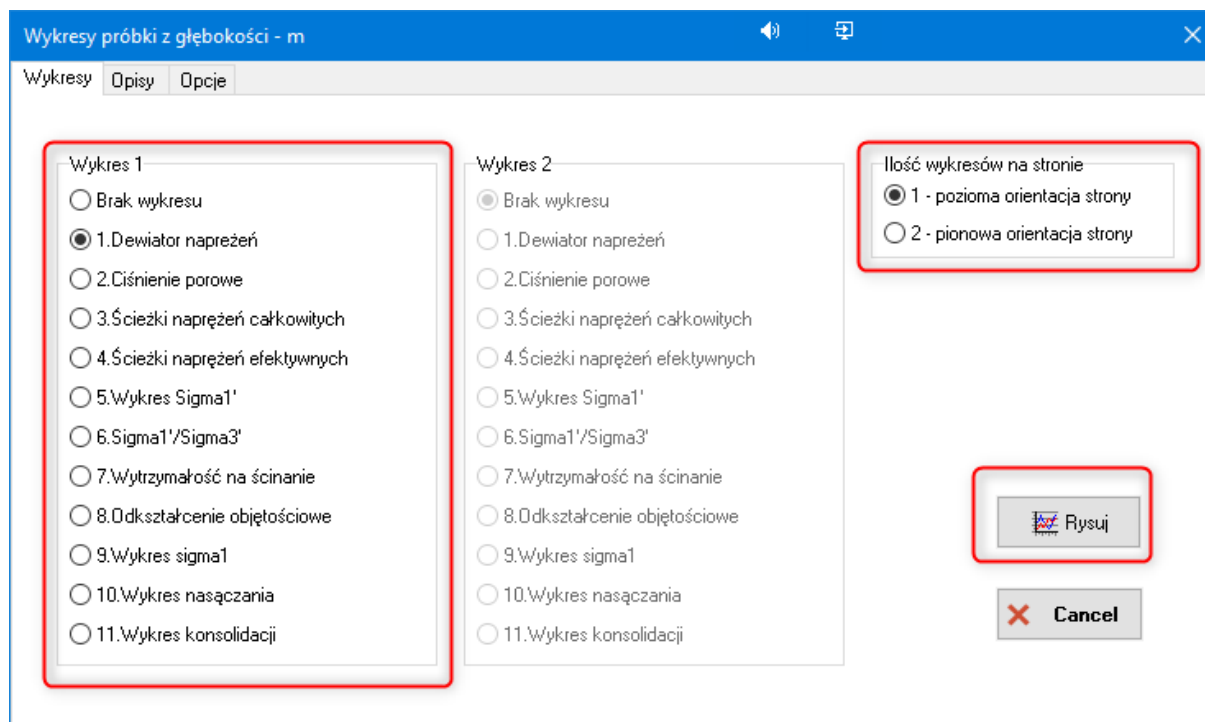 Wykresy próbki z głębokości - m
Wykresy Opisy Opcje
Wykres 1
Brak wykresu
1.Dewiator napreżeń
2.Ciśnienie porowe
3.Ścieżki naprężeń całkowitych
4.Ścieżki naprężeń efektywnych
5.Wykres Sigma1'
6.Sigma1'/Sigma3'
7.Wytrzymałość na ścinanie
8.Odkształcenie objętościowe
9.Wykres sigma1
10.Wykres nasączania
11.Wykres konsolidacji
Wykres 2
Brak wykresu
1.Dewiator napreżeń
2.Ciśnienie porowe
3.Ścieżki naprężeń całkowitych
4.Ścieżki naprężeń efektywnych
5.Wykres Sigma1'
6.Sigma1'/Sigma3'
7.Wytrzymałość na ścinanie
8.Odkształcenie objętościowe
9.Wykres sigma1
10.Wykres nasączania
11.Wykres konsolidacji
Ilość wykresów na stronie
1 - pozioma orientacja strony
2 - pionowa orientacja strony
Rysuj
Cancel